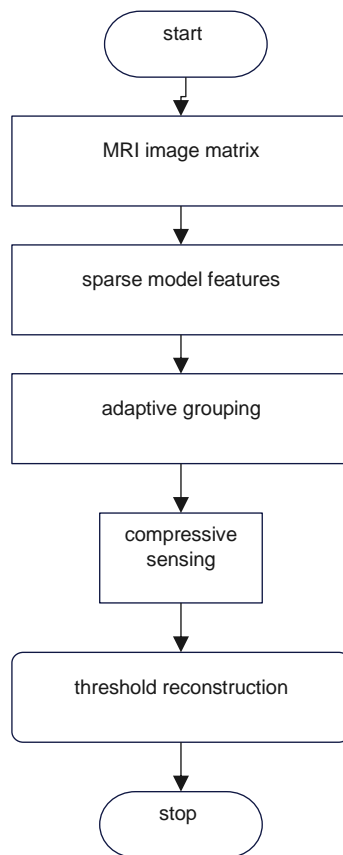 start
MRI image matrix
sparse model features
adaptive grouping
compressive
sensing
threshold reconstruction
stop